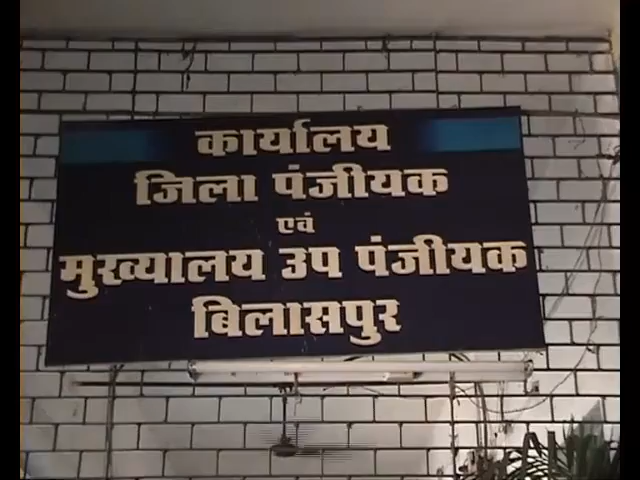 कार्यालय
जिला पंजीयक
एवं
मुख्यालय उप पंजीयक
बिलासपुर